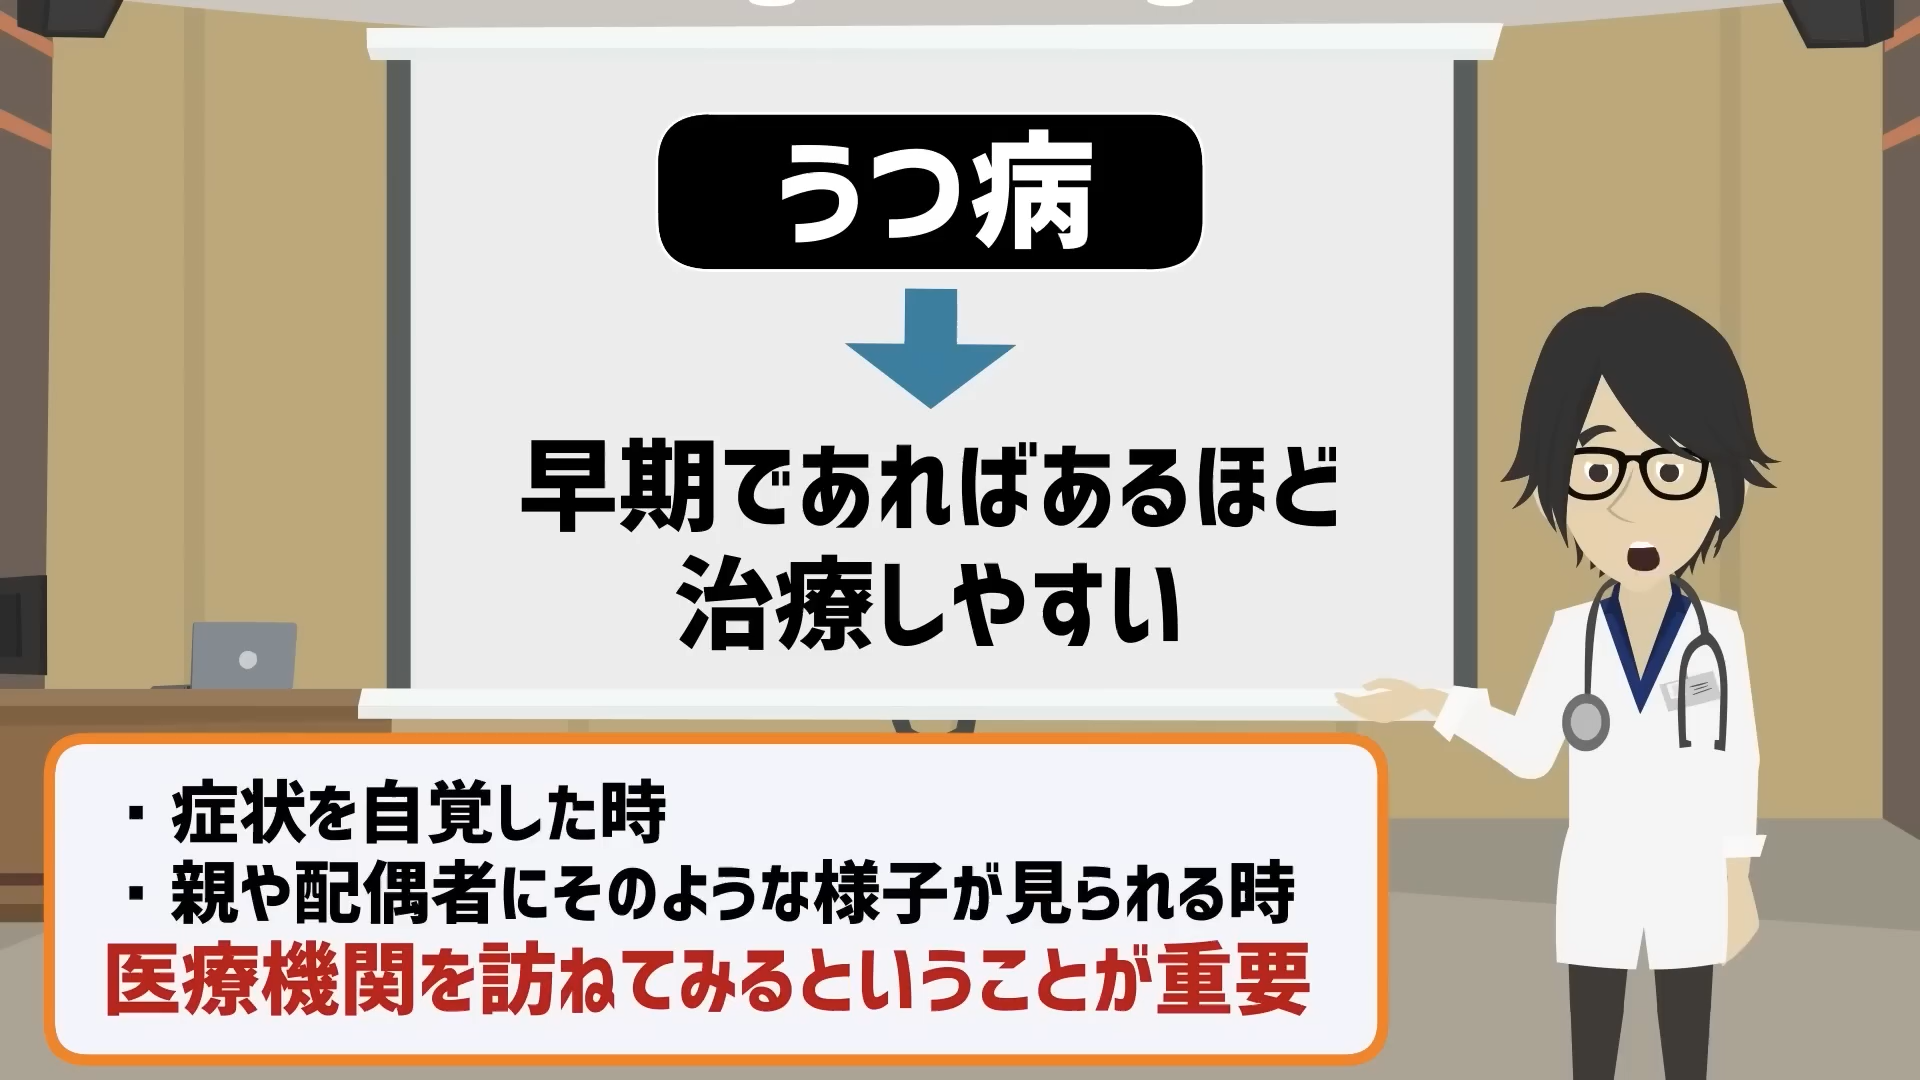 うつ病
早期であればあるほど
治療しやすい
・症状を自覚した時
・親や配偶者にそのような様子が見られる時
医療機関を訪ねてみるということが重要